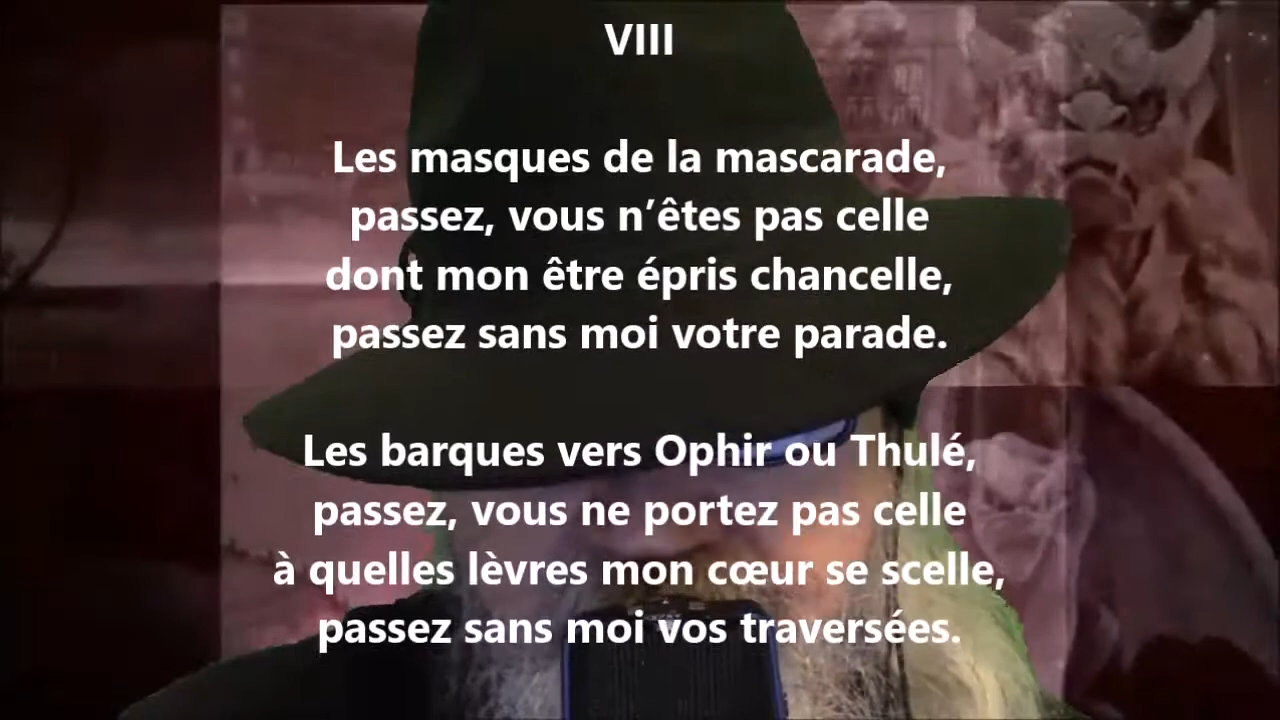 VIII
Les masques de la mascarade,
passez, vous n’êtes pas celle
dont mon être épris chancelle,
passez sans moi votre parade.
Les barques vers Ophir ou Thulé,
passez, vous ne portez pas celle
à quelles lèvres mon cœur se scelle,
passez sans moi vos traversées.